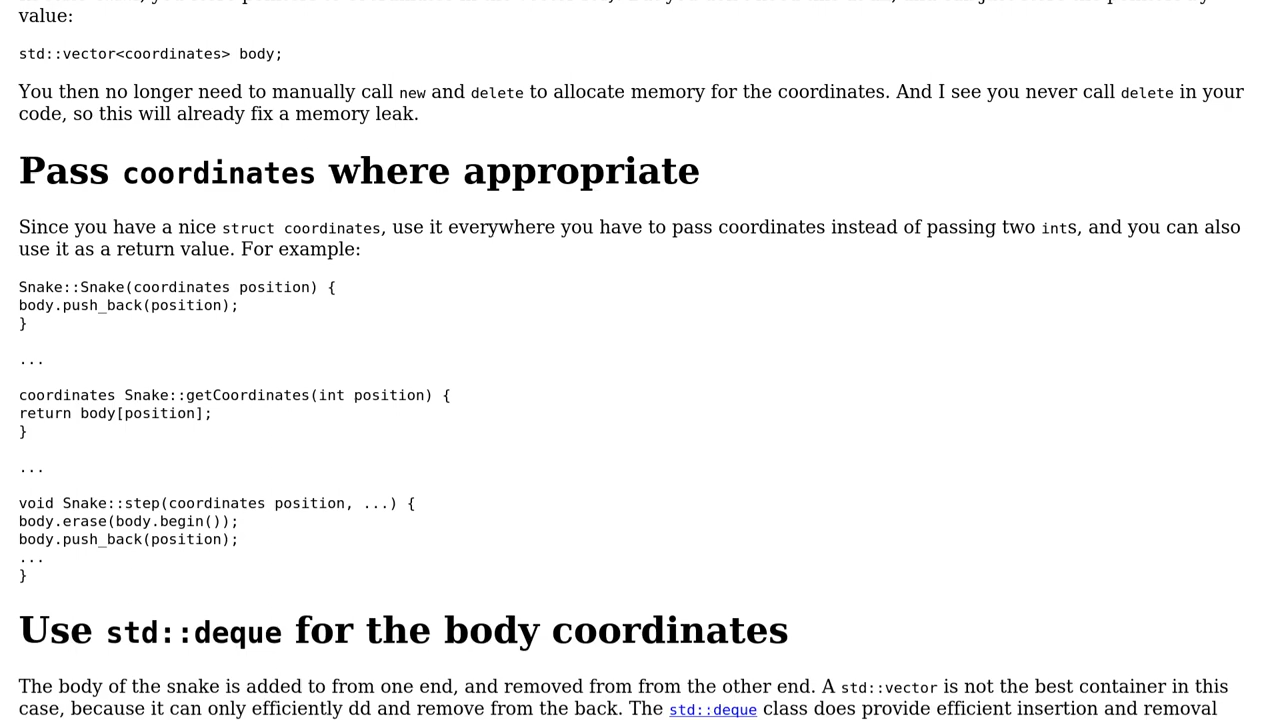 value:
std::vector<coordinates> body;
You then no longer need to manually call new and delete to allocate memory for the coordinates. And I see you never call delete in your
code, so this will already fix a memory leak.
Pass coordinates where appropriate
Since you have a nice struct coordinates, use it everywhere you have to pass coordinates instead of passing two ints, and you can also
use it as a return value. For example:
Snake::Snake(coordinates position) {
body.push_back(position);
}
...
coordinates Snake::getCoordinates(int position) {
return body[position];
}
...
void Snake::step(coordinates position, ...) {
body.erase(body.begin());
body.push_back(position);
...
}
Use std::deque for the body coordinates
The body of the snake is added to from one end, and removed from from the other end. A std::vector is not the best container in this
case, because it can only efficiently dd and remove from the back. The std::deque class does provide efficient insertion and removal